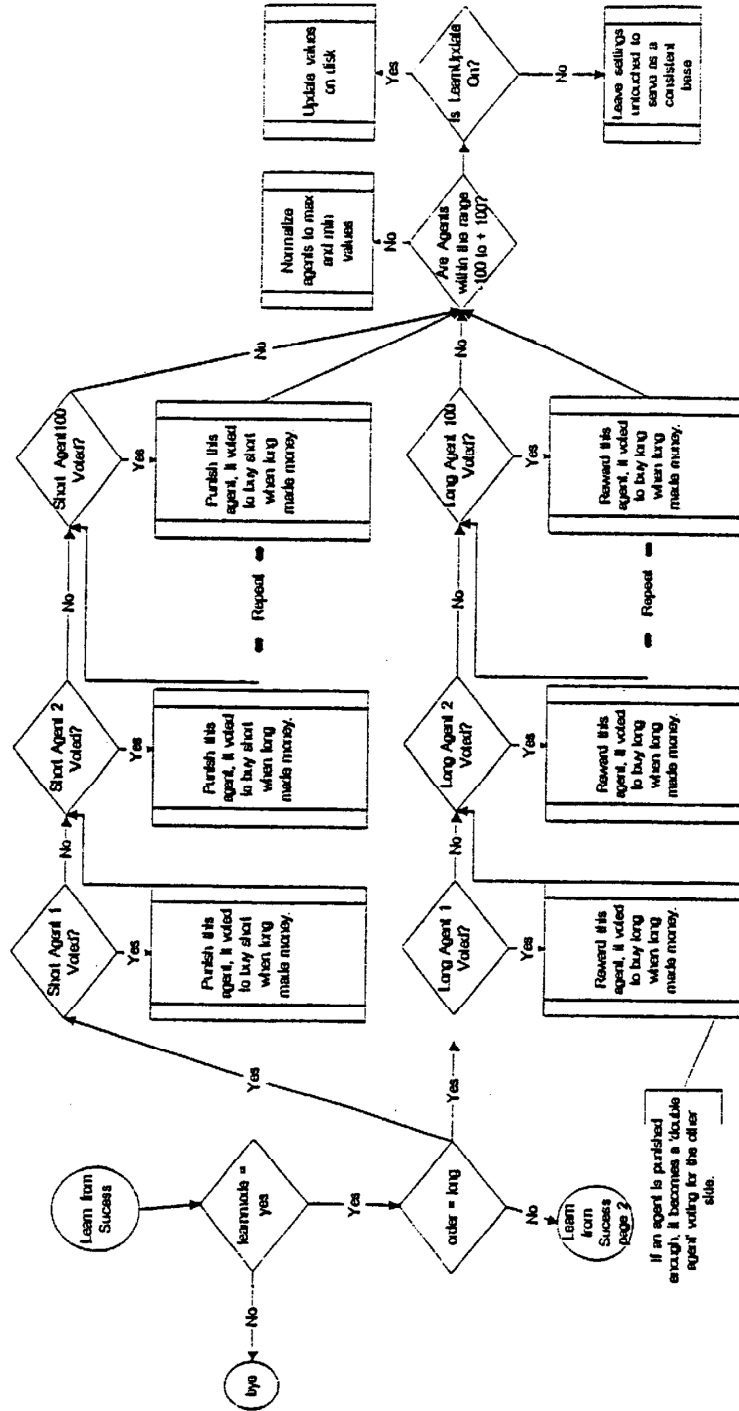 Learn from
Sucess
learnmode =
yes
No
bye
Yes
order = long
No
Learn
from
Sucess
page 2
Yes
Yes
If an agent is punished
enough, it becomes a 'double
agent' voting for the other
side.
Short Agent 1
Voted?
No
Yes
Punish this
agent, it voted
to buy short
when long
made money.
Short Agent 2
Voted?
No
Yes
Punish this
agent, it voted
to buy short
when long
made money.
Repeat
Short Agent100
Voted?
No
Yes
Punish this
agent, it voted
to buy short
when long
made money
Long Agent 1
Voted?
No
Yes
Reward this
agent, it voted
to buy long
when long
made money.
Long Agent 2
Voted?
No
Yes
Reward this
agent, it voted
to buy long
when long
made money.
Repeat
Long Agent 100
Voted?
No
Yes
Reward this
agent, it voted
to buy long
when long
made money.
Are Agents
within the range
-100 to + 100?
No
Normalize
agents to max
and min
values
Is LearnUpdate
On?
Yes
Update values
on disk
No
Leave settings
untouched to
serve as a
consistent
base